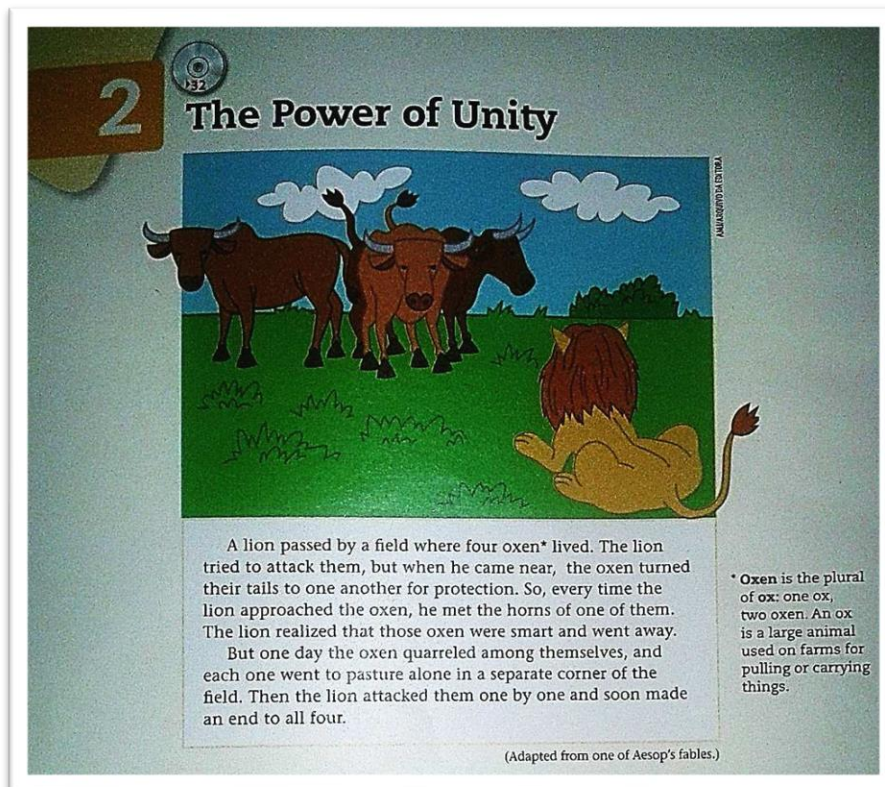 2
32
The Power of Unity
AMJ/ARQUIVO DA EDITORA
A lion passed by a field where four oxen* lived. The lion
tried to attack them, but when he came near, the oxen turned
their tails to one another for protection. So, every time the
lion approached the oxen, he met the horns of one of them.
The lion realized that those oxen were smart and went away.
But one day the oxen quarreled among themselves, and
each one went to pasture alone in a separate corner of the
field. Then the lion attacked them one by one and soon made
an end to all four.
* Oxen is the plural
of ox: one ox,
two oxen. An ox
is a large animal
used on farms for
pulling or carrying
things.
(Adapted from one of Aesop's fables.)